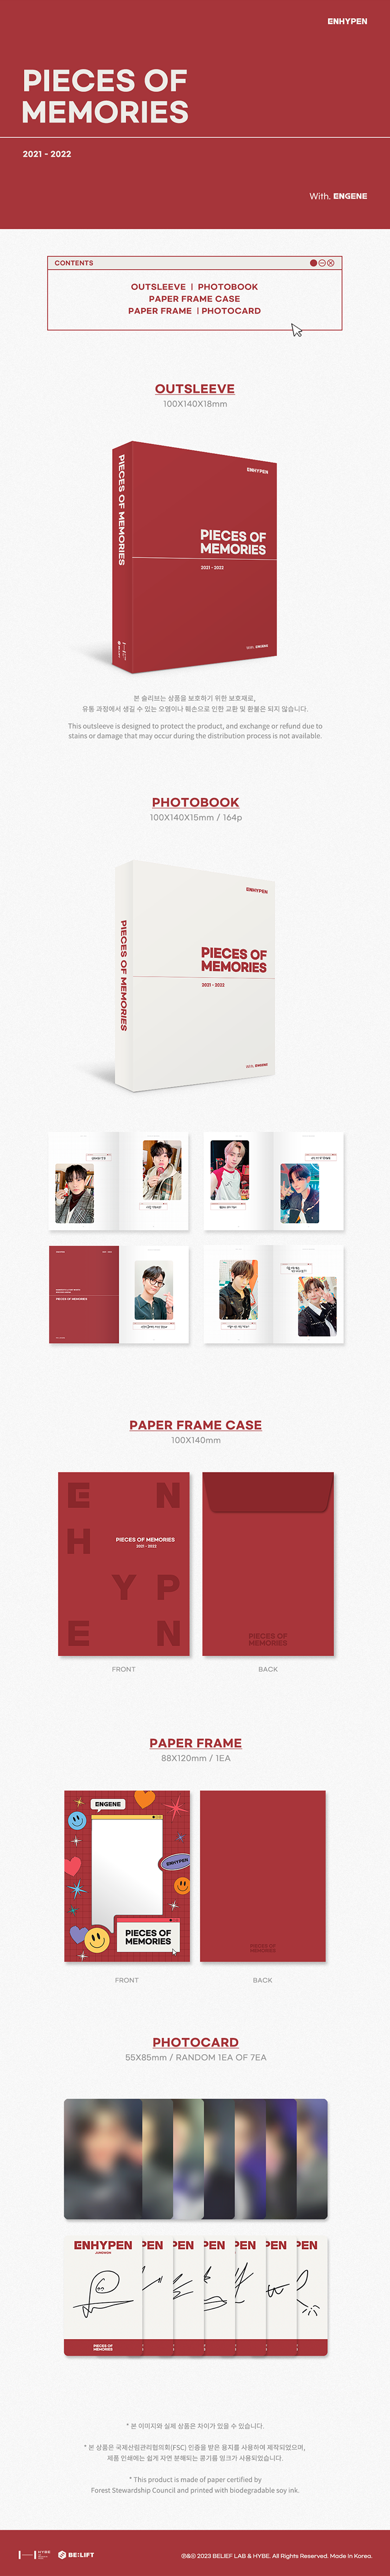 ENHYPEN
PIECES OF
MEMORIES
2021 - 2022
With. ENGENE
CONTENTS
OUTSLEEVE | PHOTOBOOK
PAPER FRAME CASE
PAPER FRAME | PHOTOCARD
OUTSLEEVE
100X140X18mm
PIECES OF
MEMORIES
ENHYPEN
PIECES OF
MEMORIES
2021 - 2022
With. ENGENE
본 슬리브는 상품을 보호하기 위한 보호재로,
유통 과정에서 생길 수 있는 오염이나 훼손으로 인한 교환 및 환불은 되지 않습니다.
This outsleeve is designed to protect the product, and exchange or refund due to
stains or damage that may occur during the distribution process is not available.
PHOTOBOOK
100X140X15mm / 164p
PIECES OF MEMORIES
ENHYPEN
PIECES OF
MEMORIES
2021 - 2022
With. ENGENE
PIECES OF MEMORIES
PAPER FRAME CASE
100X140mm
E N
H
Y P
E N
PIECES OF MEMORIES
2021 - 2022
PIECES OF
MEMORIES
FRONT
BACK
PAPER FRAME
88X120mm / 1EA
ENGENE
ENHYPEN
PIECES OF
MEMORIES
PIECES OF
MEMORIES
FRONT
BACK
PHOTOCARD
55X85mm / RANDOM 1EA OF 7EA
ENHYPEN
JUNGWON
PEN
PEN
PEN
PEN
PEN
PEN
PIECES OF
MEMORIES
* 본 이미지와 실제 상품은 차이가 있을 수 있습니다.
* 본 상품은 국제산림관리협의회(FSC) 인증을 받은 용지를 사용하여 제작되었으며,
제품 인쇄에는 쉽게 자연 분해되는 콩기름 잉크가 사용되었습니다.
* This product is made of paper certified by
Forest Stewardship Council and printed with biodegradable soy ink.
HYBE
BE:LIFT
℗&© 2023 BELIEF LAB & HYBE. All Rights Reserved. Made in Korea.